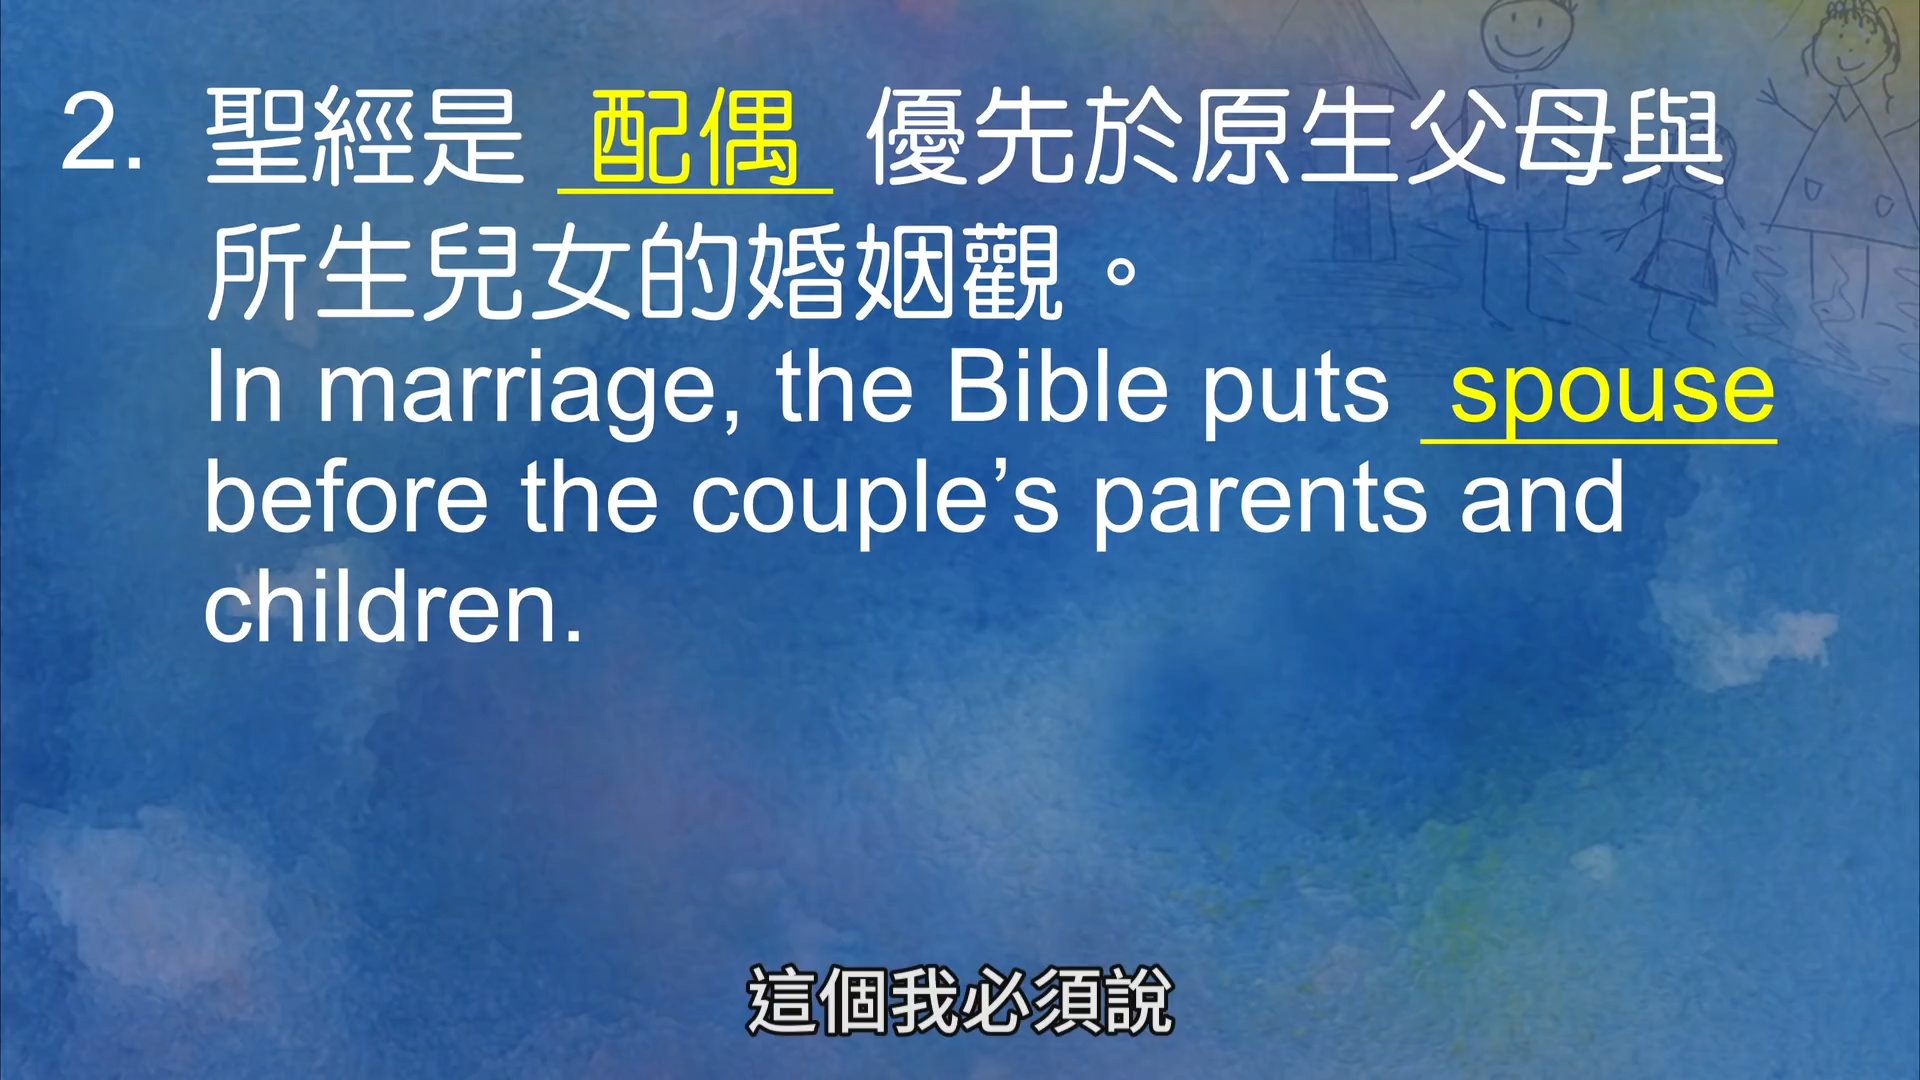 2. 聖經是 配偶 優先於原生父母與
所生兒女的婚姻觀。
In marriage, the Bible puts spouse
before the couple’s parents and
children.
這個我必須說